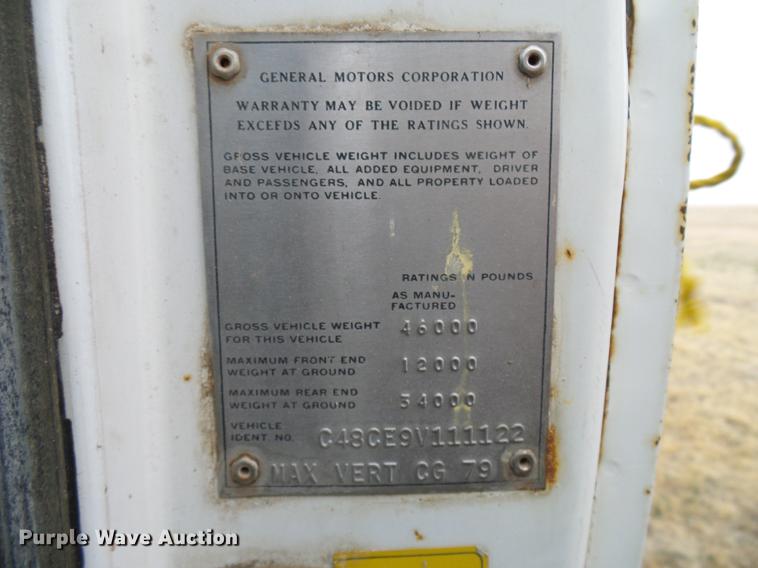 GENERAL MOTORS CORPORATION
WARRANTY MAY BE VOIDED IF WEIGHT
EXCEEDS ANY OF THE RATINGS SHOWN.
GROSS VEHICLE WEIGHT INCLUDES WEIGHT OF
BASE VEHICLE, ALL ADDED EQUIPMENT, DRIVER
AND PASSENGERS, AND ALL PROPERTY LOADED
INTO OR ONTO VEHICLE.
RATINGS IN POUNDS
AS MANU-
FACTURED
GROSS VEHICLE WEIGHT
FOR THIS VEHICLE 46000
MAXIMUM FRONT END
WEIGHT AT GROUND 12000
MAXIMUM REAR END
WEIGHT AT GROUND 34000
VEHICLE
IDENT. NO. C48CE9V111122
MAX VERT CG 79
Purple Wave Auction